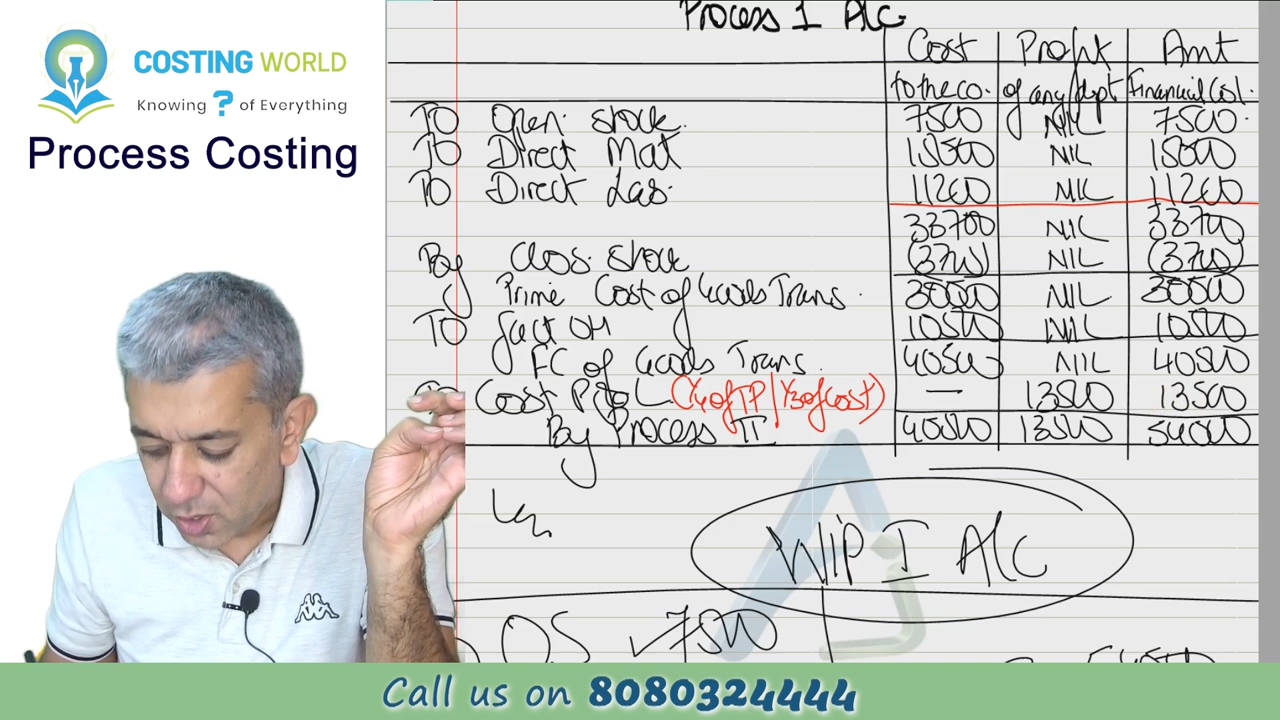 Process 1 A/c
COSTING WORLD
Knowing ? of Everything
Process Costing
Cost Profit Amt
to the co. of any dept Financial Cost.
To Open. Stock. 7500 NIL 7500
To Direct Mat 15000 NIL 15000
To Direct Lab. 11200 NIL 11200
33700 NIL 33700
By Clos. Stock (3700) NIL (3700)
Prime Cost of Goods Trans. 30000 NIL 30000
To Fact OH 10500 NIL 10500
FC of Goods Trans. 40500 NIL 40500
Cost P&L (1/4 of TP / 1/3 of Cost) — 13500 13500
By Process II 40500 13500 54000
WIP I A/c
OS 7500
Call us on 8080324444